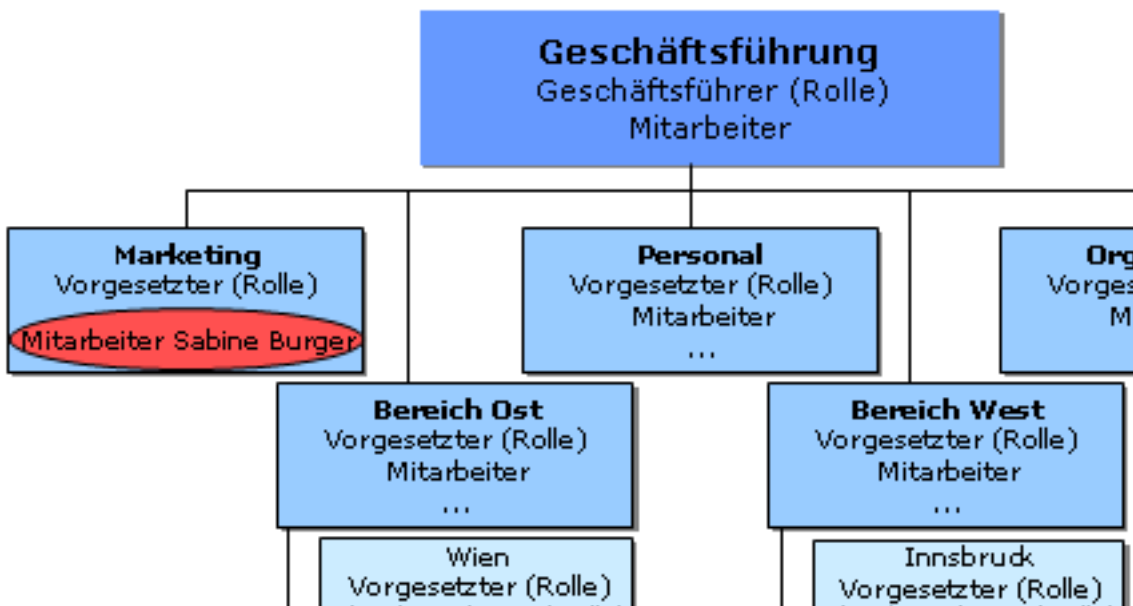 Geschäftsführung
Geschäftsführer (Rolle)
Mitarbeiter
Marketing
Vorgesetzter (Rolle)
Mitarbeiter Sabine Burger
Personal
Vorgesetzter (Rolle)
Mitarbeiter
...
Bereich Ost
Vorgesetzter (Rolle)
Mitarbeiter
...
Bereich West
Vorgesetzter (Rolle)
Mitarbeiter
...
Wien
Vorgesetzter (Rolle)
Innsbruck
Vorgesetzter (Rolle)